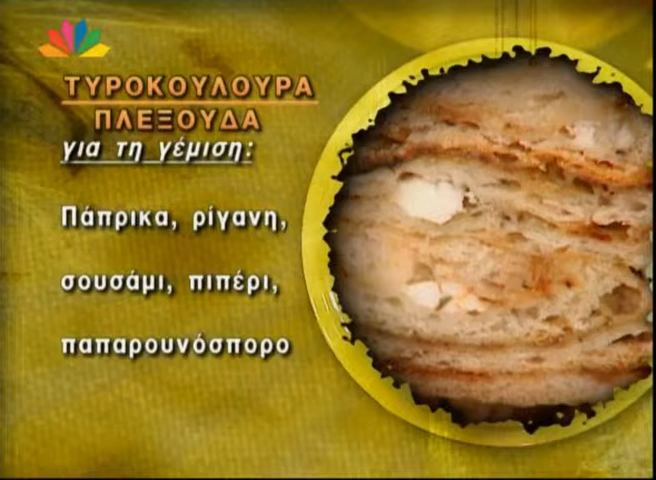 ΤΥΡΟΚΟΥΛΟΥΡΑ
ΠΛΕΞΟΥΔΑ
για τη γέμιση:
Πάπρικα, ρίγανη,
σουσάμι, πιπέρι,
παπαρουνόσπορο